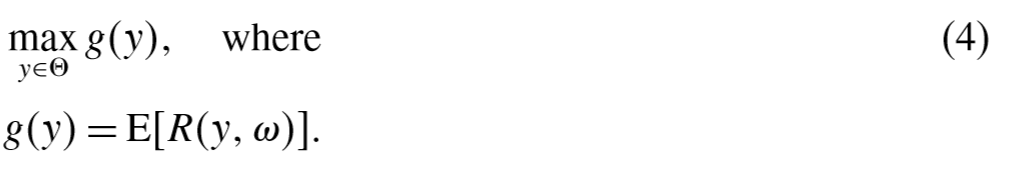 max g(y), where (4)
y∈Θ
g(y) = E[R(y, ω)].